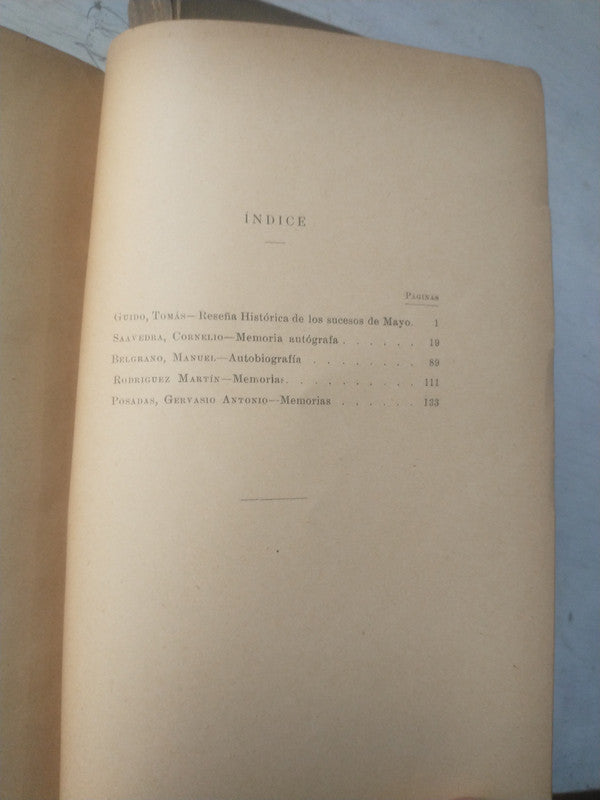 ÍNDICE
PÁGINAS
GUIDO, TOMÁS—Reseña Histórica de los sucesos de Mayo. 1
SAAVEDRA, CORNELIO—Memoria autógrafa . . . . . . 19
BELGRANO, MANUEL—Autobiografía . . . . . . . . 89
RODRIGUEZ MARTÍN—Memorias. . . . . . . . . . 111
POSADAS, GERVASIO ANTONIO—Memorias . . . . . . 133